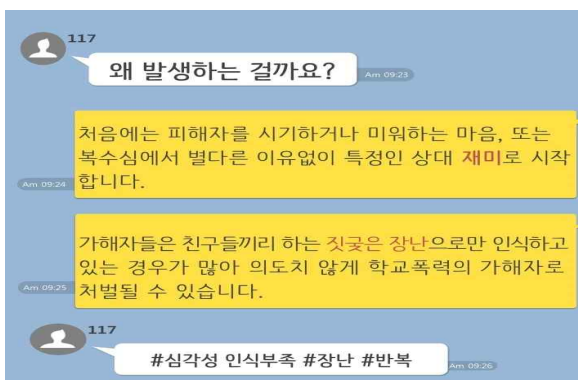 117
왜 발생하는 걸까요?
Am 09:23
처음에는 피해자를 시기하거나 미워하는 마음, 또는
복수심에서 별다른 이유없이 특정인 상대 재미로 시작
합니다.
Am 09:24
가해자들은 친구들끼리 하는 짓궂은 장난으로만 인식하고
있는 경우가 많아 의도치 않게 학교폭력의 가해자로
처벌될 수 있습니다.
Am 09:25
117
#심각성 인식부족 #장난 #반복
Am 09:26